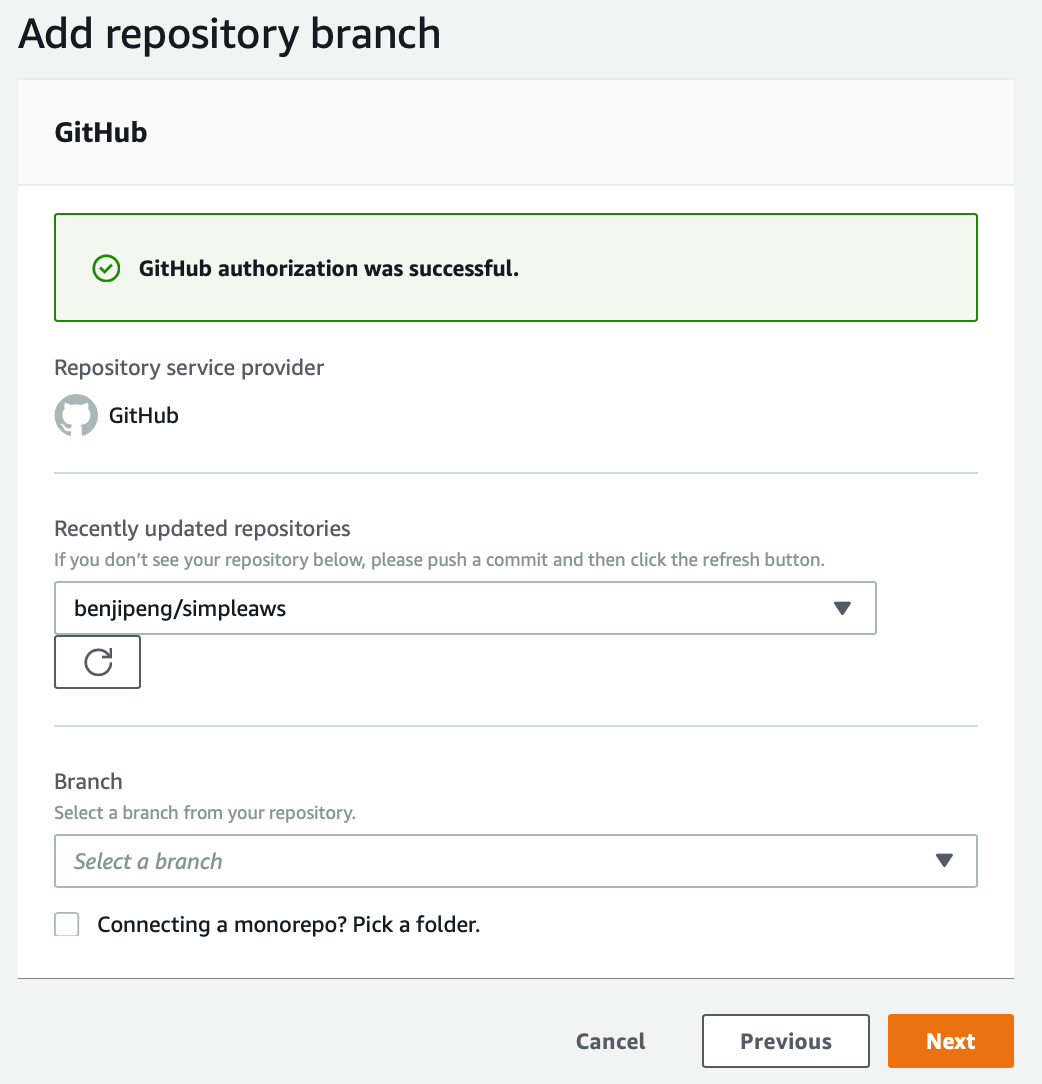 Add repository branch
GitHub
GitHub authorization was successful.
Repository service provider
GitHub
Recently updated repositories
If you don’t see your repository below, please push a commit and then click the refresh button.
benjipeng/simpleaws
Branch
Select a branch from your repository.
Select a branch
Connecting a monorepo? Pick a folder.
Cancel
Previous
Next